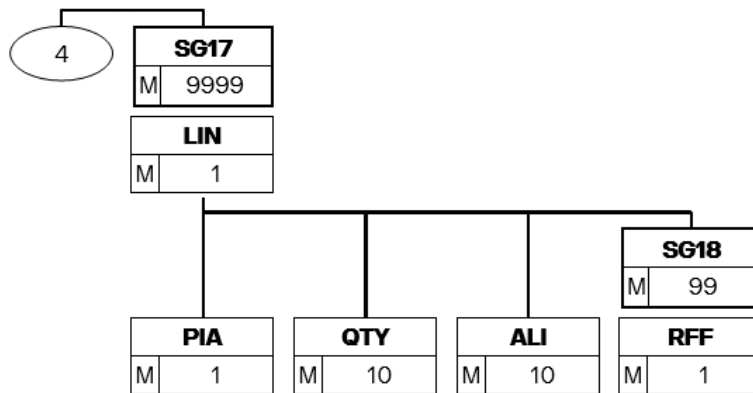 4
SG17
M 9999
LIN
M 1
SG18
M 99
PIA QTY ALI RFF
M 1 M 10 M 10 M 1